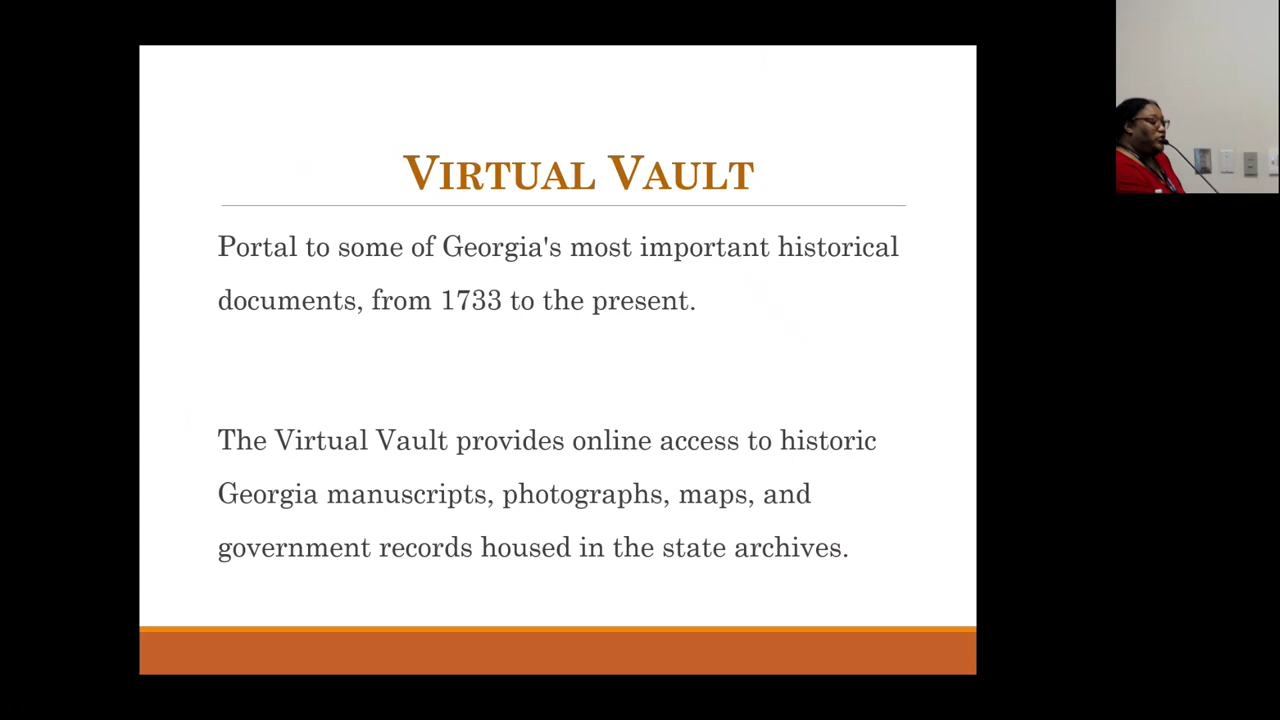 VIRTUAL VAULT
Portal to some of Georgia's most important historical
documents, from 1733 to the present.
The Virtual Vault provides online access to historic
Georgia manuscripts, photographs, maps, and
government records housed in the state archives.